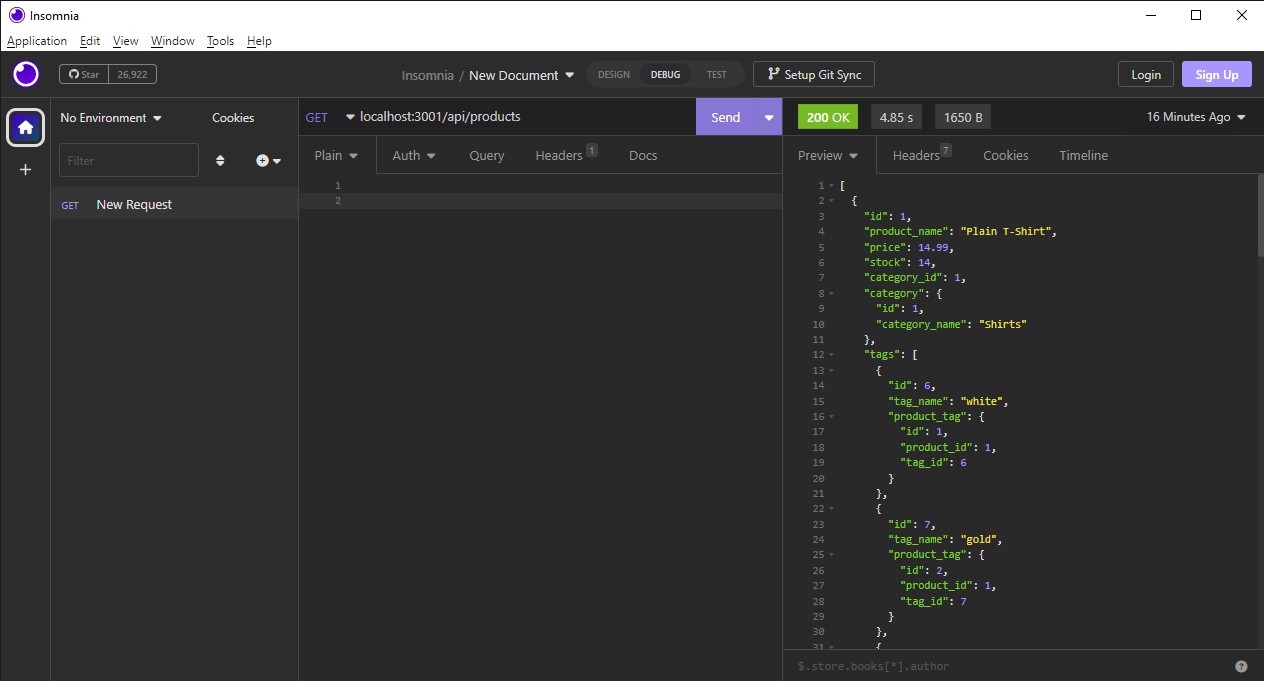 Insomnia
Application Edit View Window Tools Help
Star 26,922 Insomnia / New Document DESIGN DEBUG TEST Setup Git Sync Login Sign Up
No Environment Cookies GET localhost:3001/api/products Send 200 OK 4.85 s 1650 B 16 Minutes Ago
Filter Plain Auth Query Headers 1 Docs Preview Headers 7 Cookies Timeline
GET New Request
1
2
1 [
2 {
3 "id": 1,
4 "product_name": "Plain T-Shirt",
5 "price": 14.99,
6 "stock": 14,
7 "category_id": 1,
8 "category": {
9 "id": 1,
10 "category_name": "Shirts"
11 },
12 "tags": [
13 {
14 "id": 6,
15 "tag_name": "white",
16 "product_tag": {
17 "id": 1,
18 "product_id": 1,
19 "tag_id": 6
20 }
21 },
22 {
23 "id": 7,
24 "tag_name": "gold",
25 "product_tag": {
26 "id": 2,
27 "product_id": 1,
28 "tag_id": 7
29 }
30 },
31 {
$.store.books[*].author